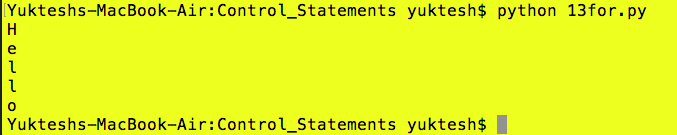 Yukteshs-MacBook-Air:Control_Statements yuktesh$ python 13for.py
H
e
l
l
o
Yukteshs-MacBook-Air:Control_Statements yuktesh$